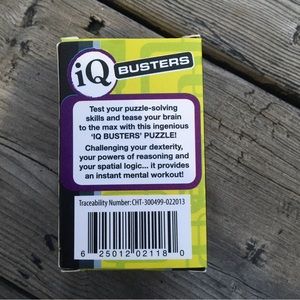 iQ BUSTERS
Test your puzzle-solving
skills and tease your brain
to the max with this ingenious
'IQ BUSTERS' PUZZLE!
Challenging your dexterity,
your powers of reasoning and
your spatial logic... it provides
an instant mental workout!
Traceability Number: CHT-300499-022013
6 25012 02118 0